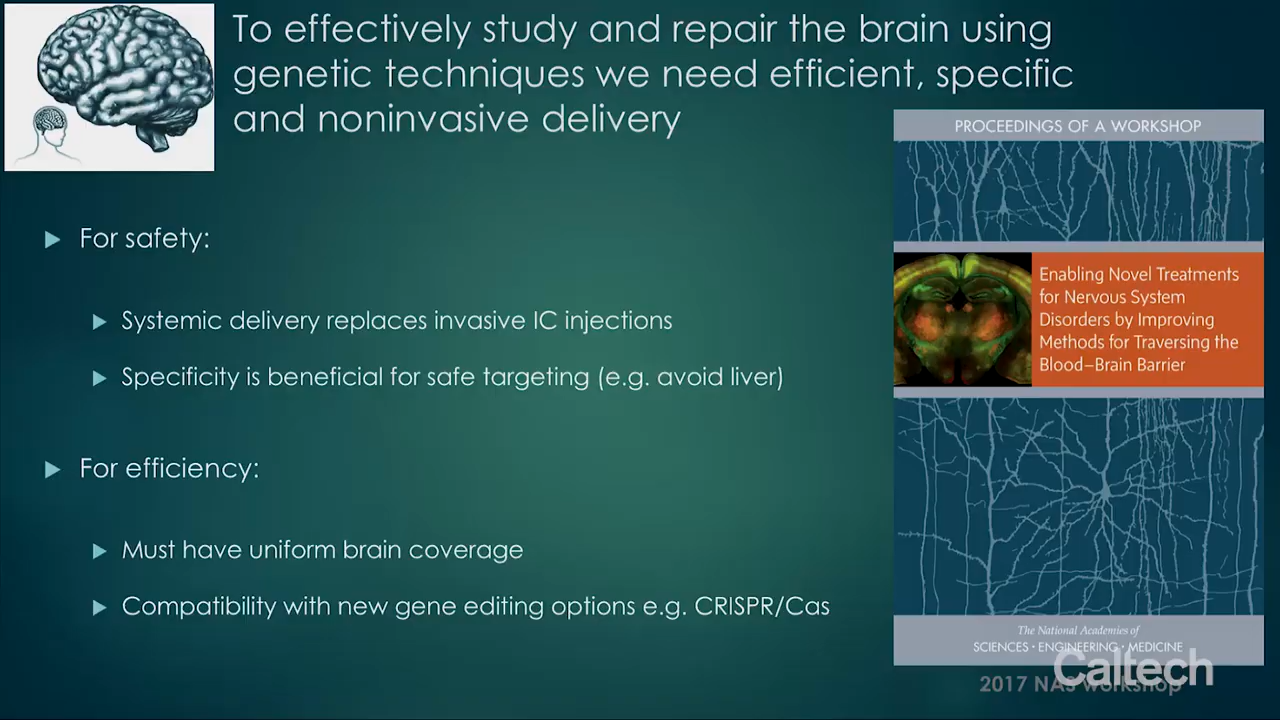 To effectively study and repair the brain using
genetic techniques we need efficient, specific
and noninvasive delivery
For safety:
Systemic delivery replaces invasive IC injections
Specificity is beneficial for safe targeting (e.g. avoid liver)
For efficiency:
Must have uniform brain coverage
Compatibility with new gene editing options e.g. CRISPR/Cas
PROCEEDINGS OF A WORKSHOP
Enabling Novel Treatments
for Nervous System
Disorders by Improving
Methods for Traversing the
Blood–Brain Barrier
The National Academies of
SCIENCES • ENGINEERING • MEDICINE
Caltech
2017 NAS workshop